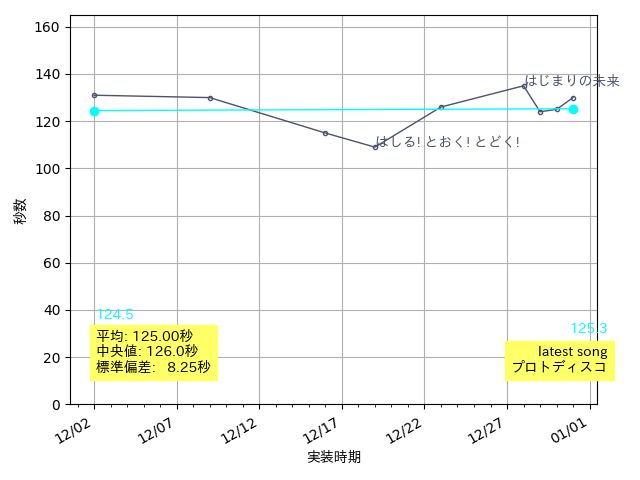 160
140
120
100
80
60
40
20
0
秒数
はじまりの未来
はしる! とおく! とどく!
124.5
125.3
平均: 125.00秒
中央値: 126.0秒
標準偏差: 8.25秒
latest song
プロトディスコ
12/02
12/07
12/12
12/17
12/22
12/27
01/01
実装時期